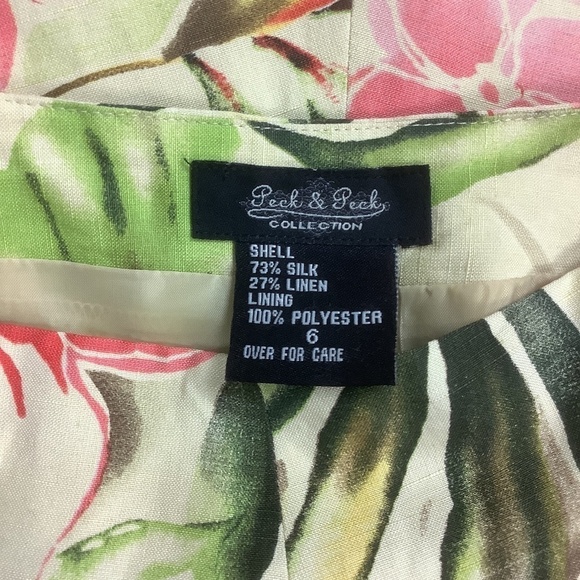 Peck & Peck
COLLECTION
SHELL
73% SILK
27% LINEN
LINING
100% POLYESTER
6
OVER FOR CARE